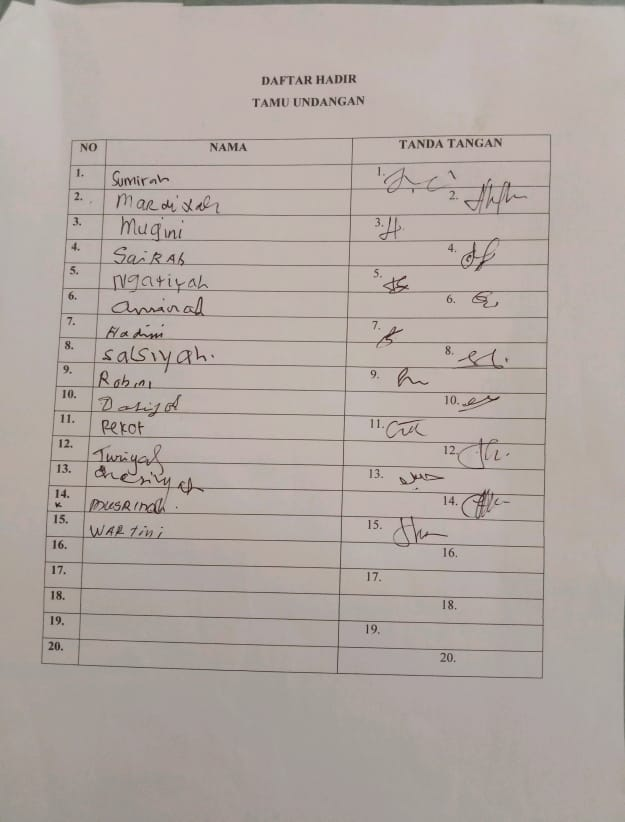 DAFTAR HADIR
TAMU UNDANGAN
NO NAMA TANDA TANGAN
1. Sumirah 1.
2. Mardixah 2.
3. Mugini 3.
4. SaiRAh 4.
5. Ngatiyah 5.
6. 6.
7. Hadini 7.
8. Salsiyah. 8.
9. Robini 9.
10. 10.
11. Pekot 11.
12. Turiyah 12.
13. 13.
14. MusRinah. 14.
15. WARtini 15.
16. 16.
17. 17.
18. 18.
19. 19.
20. 20.